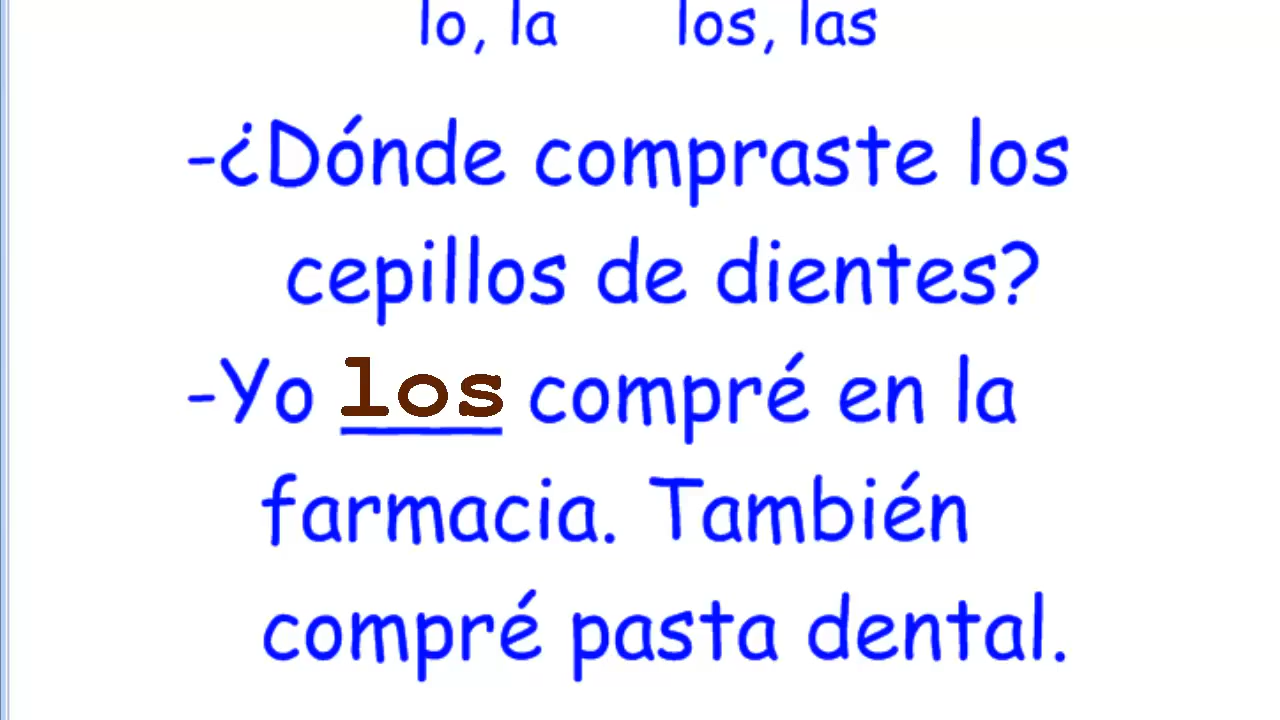 lo, la los, las
-¿Dónde compraste los
cepillos de dientes?
-Yo los compré en la
farmacia. También
compré pasta dental.